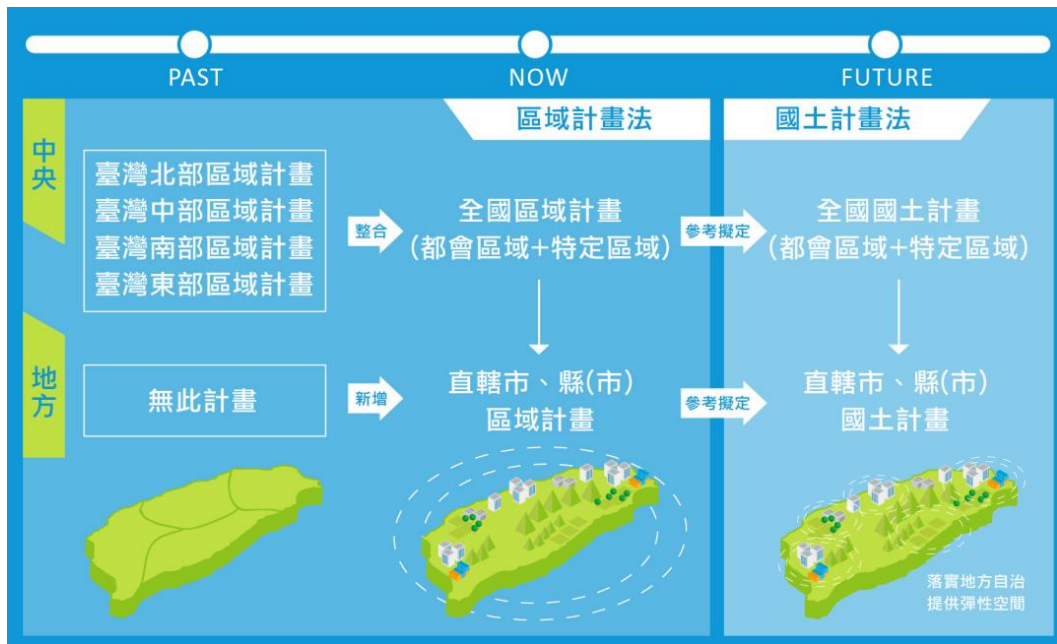 PAST
NOW
FUTURE
區域計畫法
國土計畫法
中央
臺灣北部區域計畫
臺灣中部區域計畫
臺灣南部區域計畫
臺灣東部區域計畫
整合
全國區域計畫
(都會區域+特定區域)
參考擬定
全國國土計畫
(都會區域+特定區域)
地方
無此計畫
新增
直轄市、縣(市)
區域計畫
參考擬定
直轄市、縣(市)
國土計畫
落實地方自治
提供彈性空間